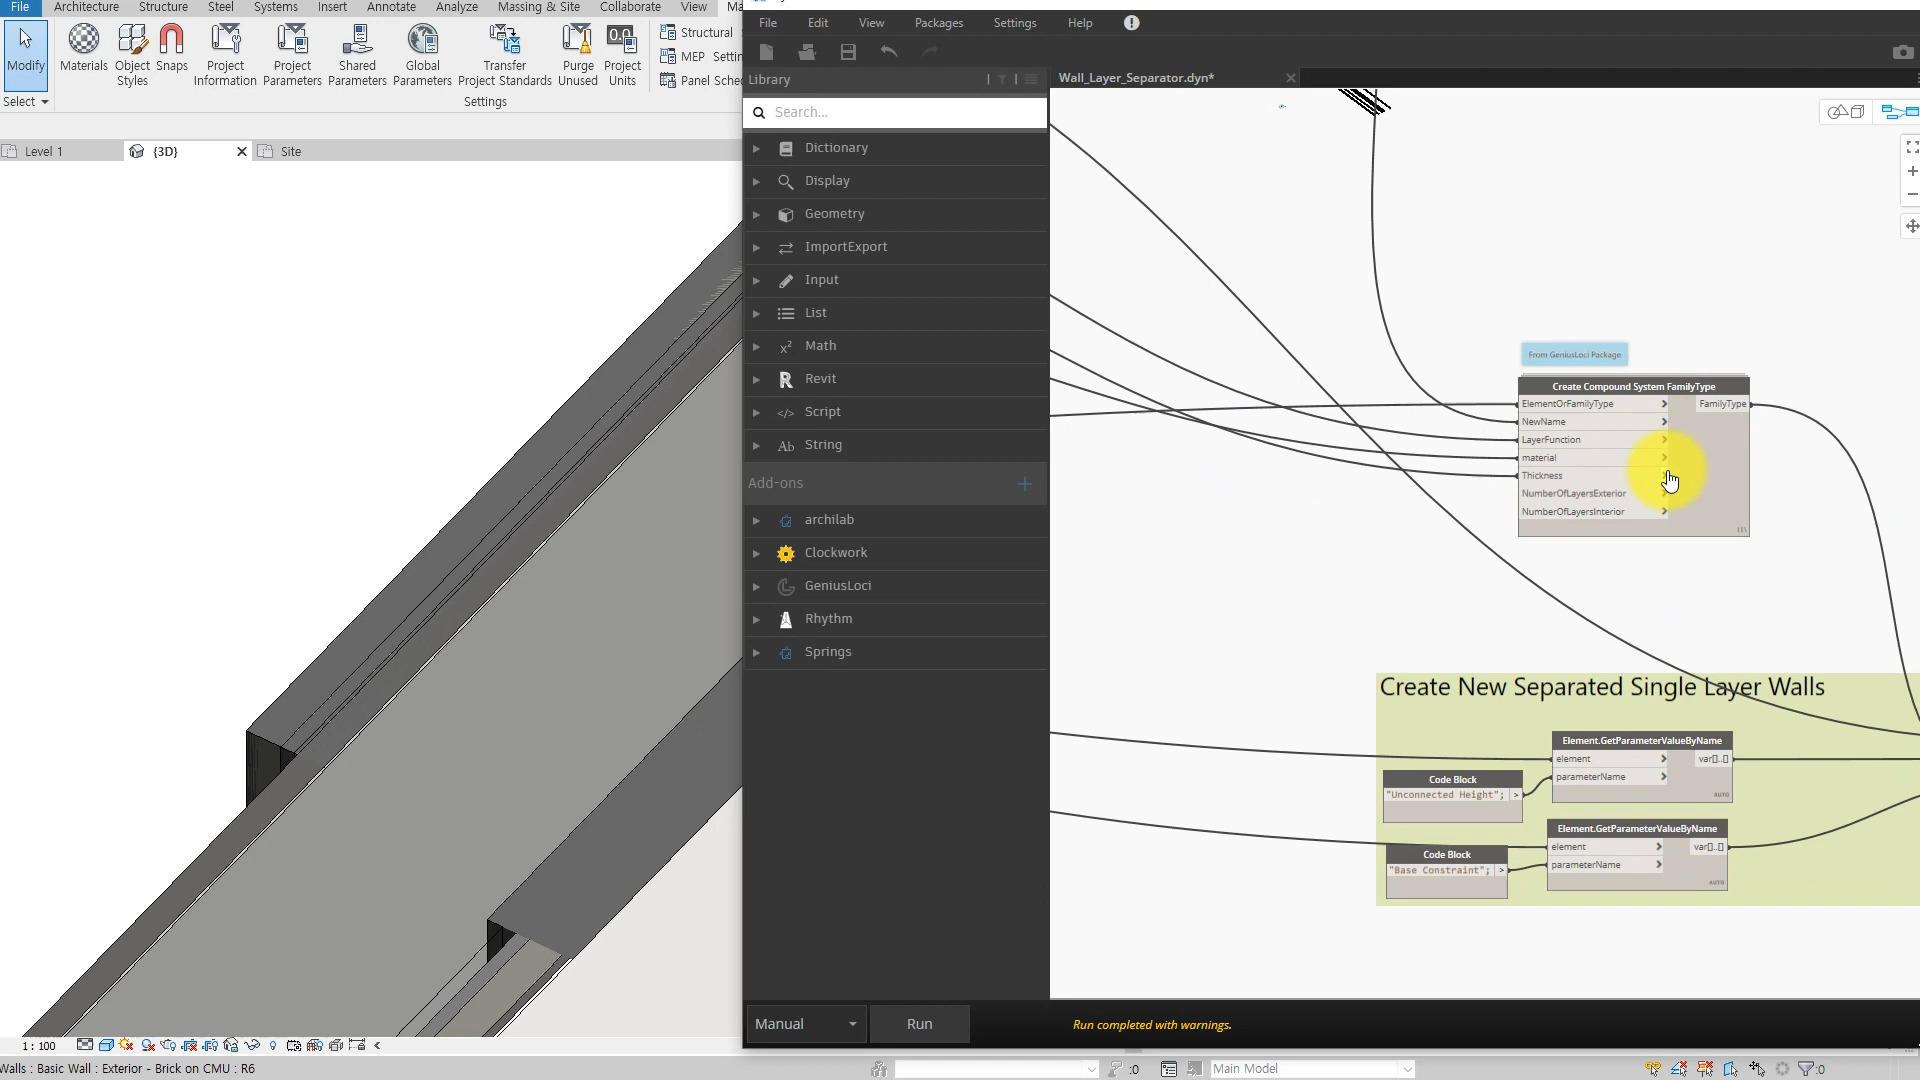 File Architecture Structure Steel Systems Insert Annotate Analyze Massing & Site Collaborate View
Modify
Materials
Object Styles
Snaps
Project Information
Project Parameters
Shared Parameters
Global Parameters
Transfer Project Standards
Purge Unused
Project Units
Structural
MEP
Panel
Select
Settings
Level 1
{3D}
Site
File Edit View Packages Settings Help
Library
Search...
Dictionary
Display
Geometry
ImportExport
Input
List
Math
Revit
Script
String
Add-ons
archilab
Clockwork
GeniusLoci
Rhythm
Springs
Wall_Layer_Separator.dyn*
From GeniusLoci Package
Create Compound System FamilyType
ElementOrFamilyType
FamilyType
NewName
LayerFunction
material
Thickness
NumberOfLayersExterior
NumberOfLayersInterior
Create New Separated Single Layer Walls
Element.GetParameterValueByName
element > var[]..[]
parameterName >
AUTO
Code Block
"Unconnected Height"; >
Element.GetParameterValueByName
element > var[]..[]
parameterName >
AUTO
Code Block
"Base Constraint"; >
Manual
Run
Run completed with warnings.
1 : 100
Walls : Basic Wall : Exterior - Brick on CMU : R6
:0
Main Model
:0